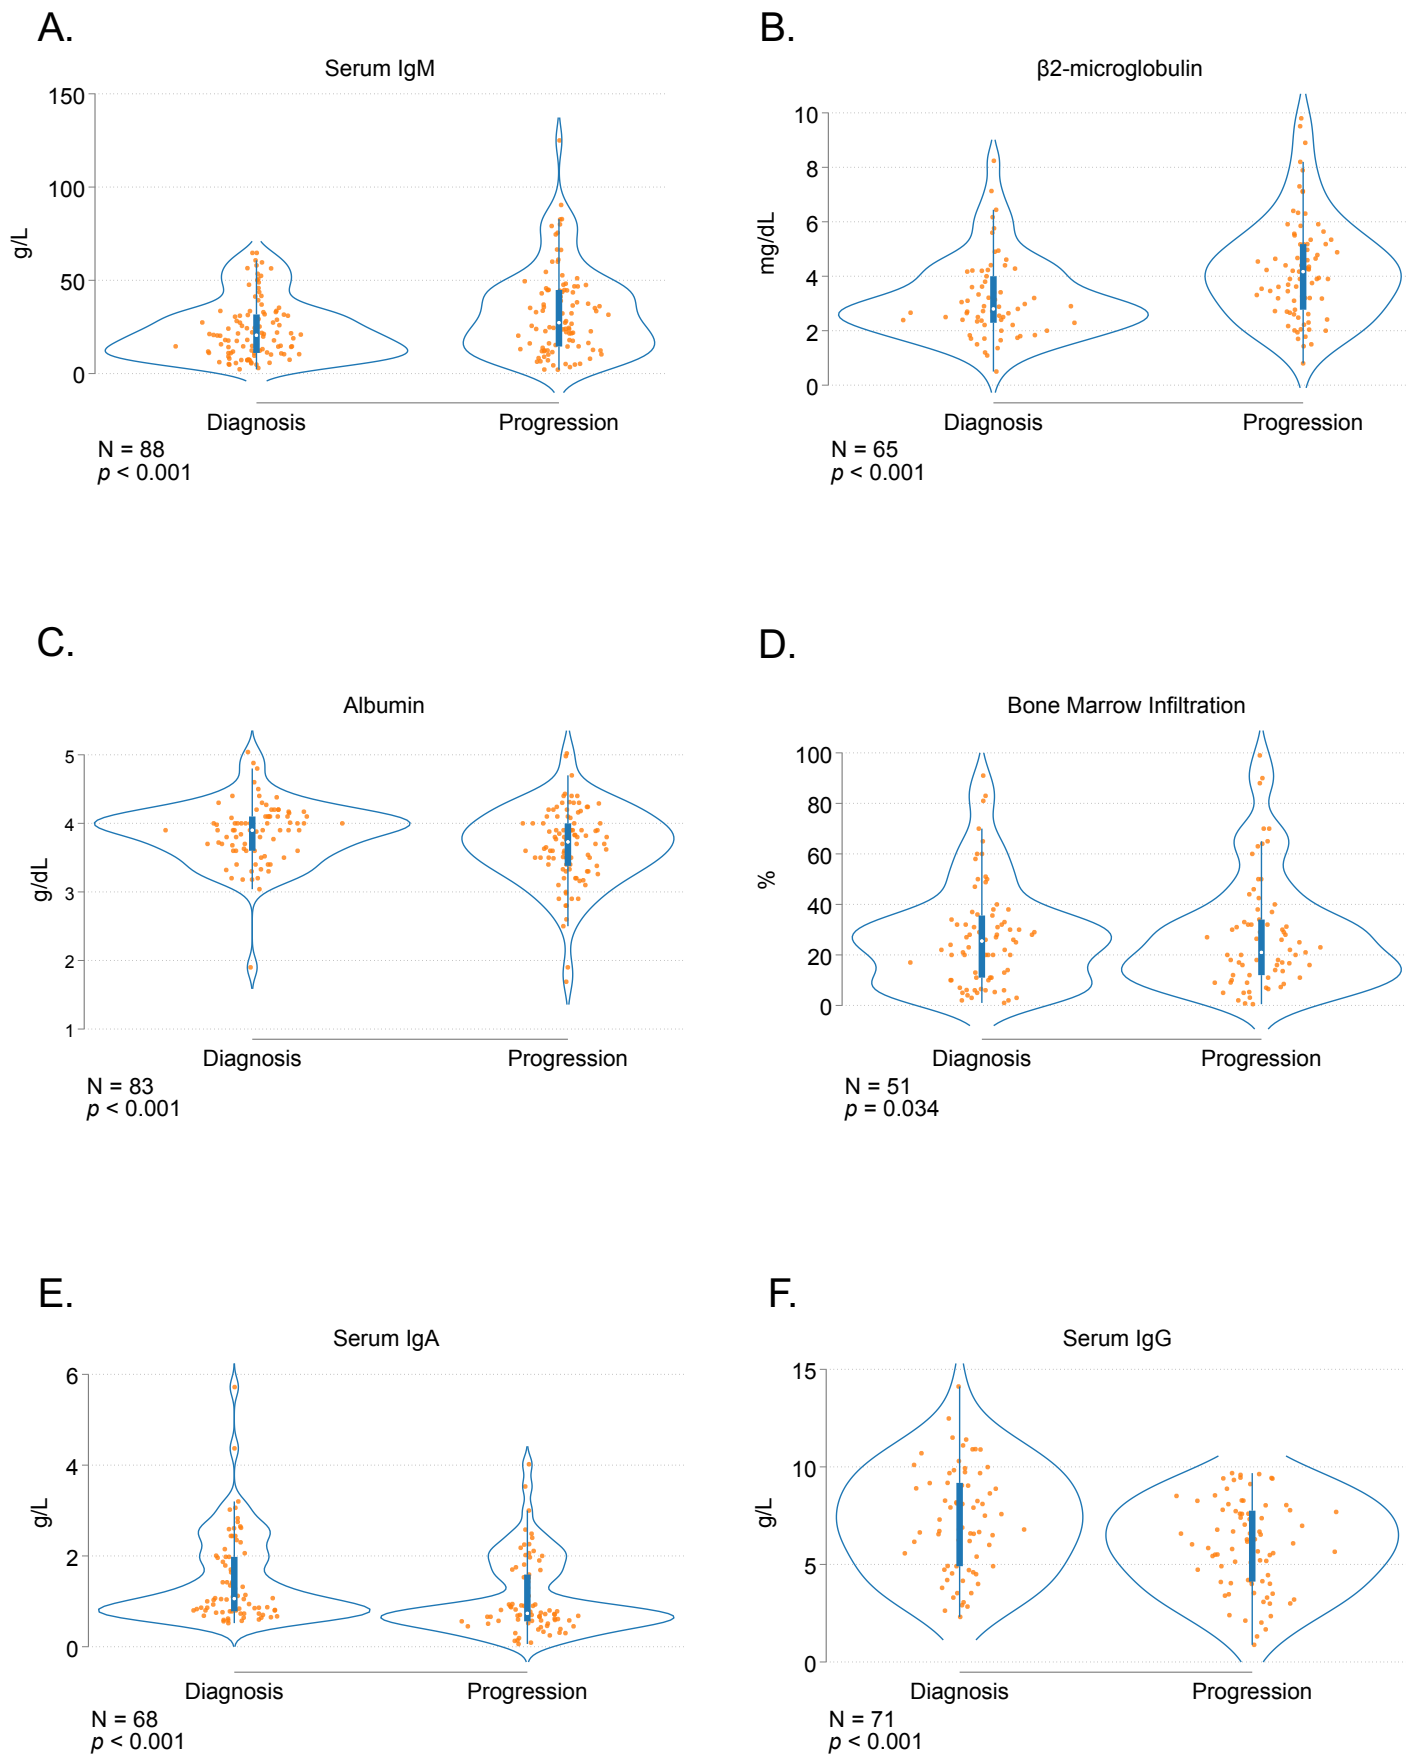 A.
Serum IgM
150
100
50
0
g/L
Diagnosis
Progression
N = 88
p < 0.001
B.
β2-microglobulin
10
8
6
4
2
0
mg/dL
Diagnosis
Progression
N = 65
p < 0.001
C.
Albumin
5
4
3
2
1
g/dL
Diagnosis
Progression
N = 83
p < 0.001
D.
Bone Marrow Infiltration
100
80
60
40
20
0
%
Diagnosis
Progression
N = 51
p = 0.034
E.
Serum IgA
6
4
2
0
g/L
Diagnosis
Progression
N = 68
p < 0.001
F.
Serum IgG
15
10
5
0
g/L
Diagnosis
Progression
N = 71
p < 0.001